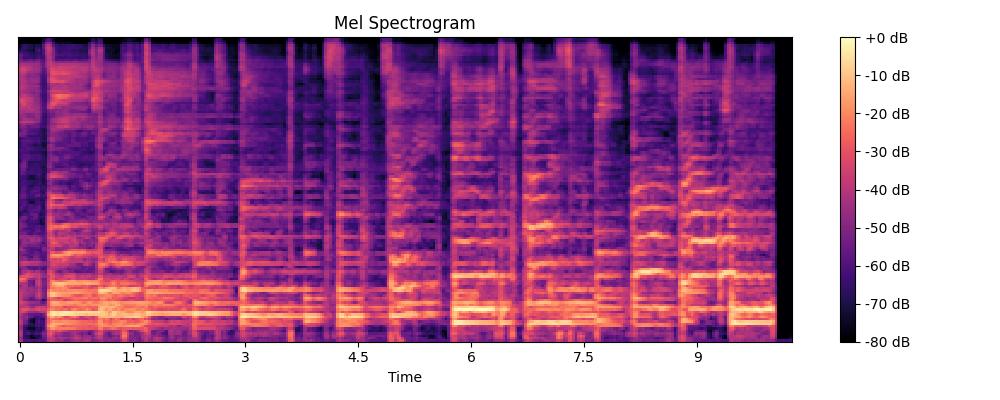 Mel Spectrogram
+0 dB
-10 dB
-20 dB
-30 dB
-40 dB
-50 dB
-60 dB
-70 dB
-80 dB
0 1.5 3 4.5 6 7.5 9
Time